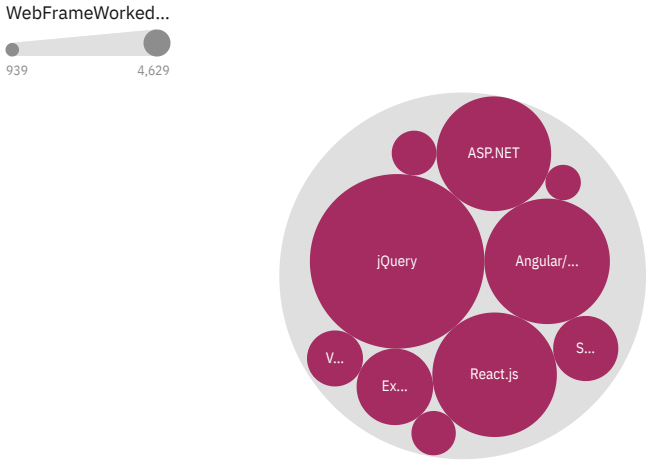 WebFrameWorked...
939 4,629
ASP.NET
jQuery
Angular/...
V...
S...
Ex...
React.js